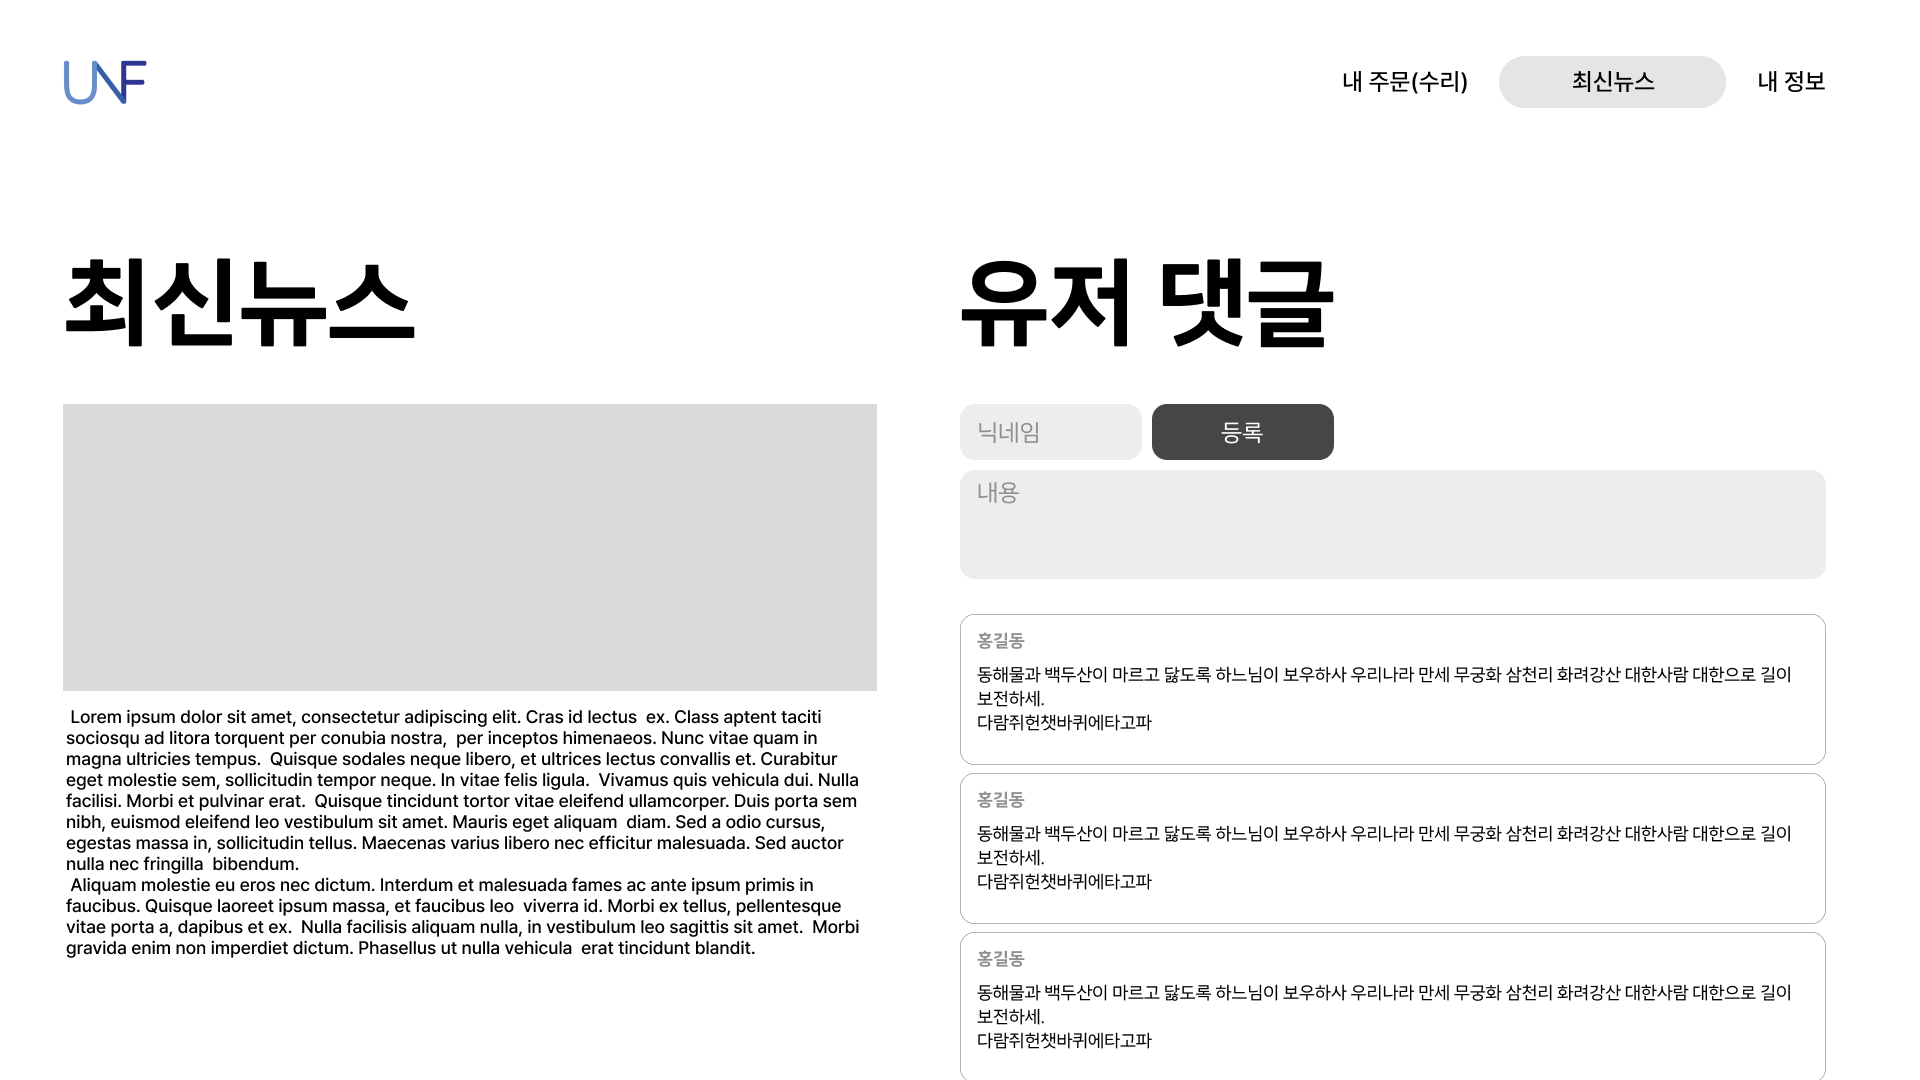 UNF
내 주문(수리)
최신뉴스
내 정보
최신뉴스
Lorem ipsum dolor sit amet, consectetur adipiscing elit. Cras id lectus  ex. Class aptent taciti
sociosqu ad litora torquent per conubia nostra,  per inceptos himenaeos. Nunc vitae quam in
magna ultricies tempus.  Quisque sodales neque libero, et ultrices lectus convallis et. Curabitur
eget molestie sem, sollicitudin tempor neque. In vitae felis ligula.  Vivamus quis vehicula dui. Nulla
facilisi. Morbi et pulvinar erat.  Quisque tincidunt tortor vitae eleifend ullamcorper. Duis porta sem
nibh, euismod eleifend leo vestibulum sit amet. Mauris eget aliquam  diam. Sed a odio cursus,
egestas massa in, sollicitudin tellus. Maecenas varius libero nec efficitur malesuada. Sed auctor
nulla nec fringilla  bibendum.
Aliquam molestie eu eros nec dictum. Interdum et malesuada fames ac ante ipsum primis in
faucibus. Quisque laoreet ipsum massa, et faucibus leo  viverra id. Morbi ex tellus, pellentesque
vitae porta a, dapibus et ex.  Nulla facilisis aliquam nulla, in vestibulum leo sagittis sit amet.  Morbi
gravida enim non imperdiet dictum. Phasellus ut nulla vehicula  erat tincidunt blandit.
유저 댓글
닉네임
등록
내용
홍길동
동해물과 백두산이 마르고 닳도록 하느님이 보우하사 우리나라 만세 무궁화 삼천리 화려강산 대한사람 대한으로 길이
보전하세.
다람쥐헌쳇바퀴에타고파
홍길동
동해물과 백두산이 마르고 닳도록 하느님이 보우하사 우리나라 만세 무궁화 삼천리 화려강산 대한사람 대한으로 길이
보전하세.
다람쥐헌쳇바퀴에타고파
홍길동
동해물과 백두산이 마르고 닳도록 하느님이 보우하사 우리나라 만세 무궁화 삼천리 화려강산 대한사람 대한으로 길이
보전하세.
다람쥐헌쳇바퀴에타고파